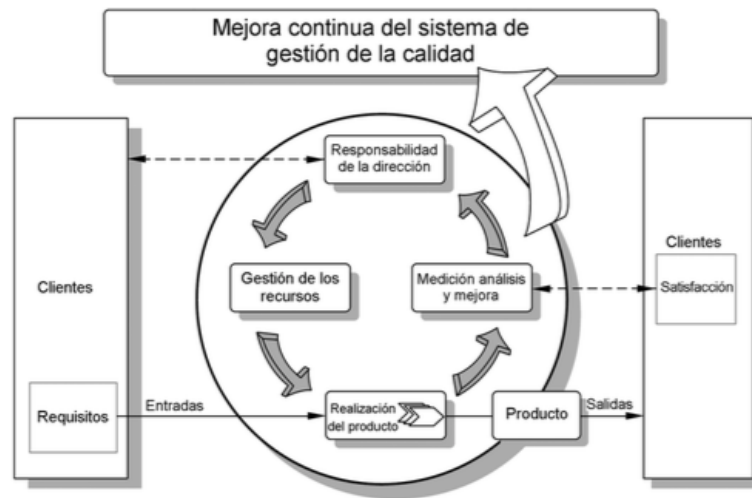 Mejora continua del sistema de
gestión de la calidad
Responsabilidad
de la dirección
Clientes
Gestión de los
recursos
Medición análisis
y mejora
Clientes
Satisfacción
Requisitos
Entradas
Realización
del producto
Producto
Salidas